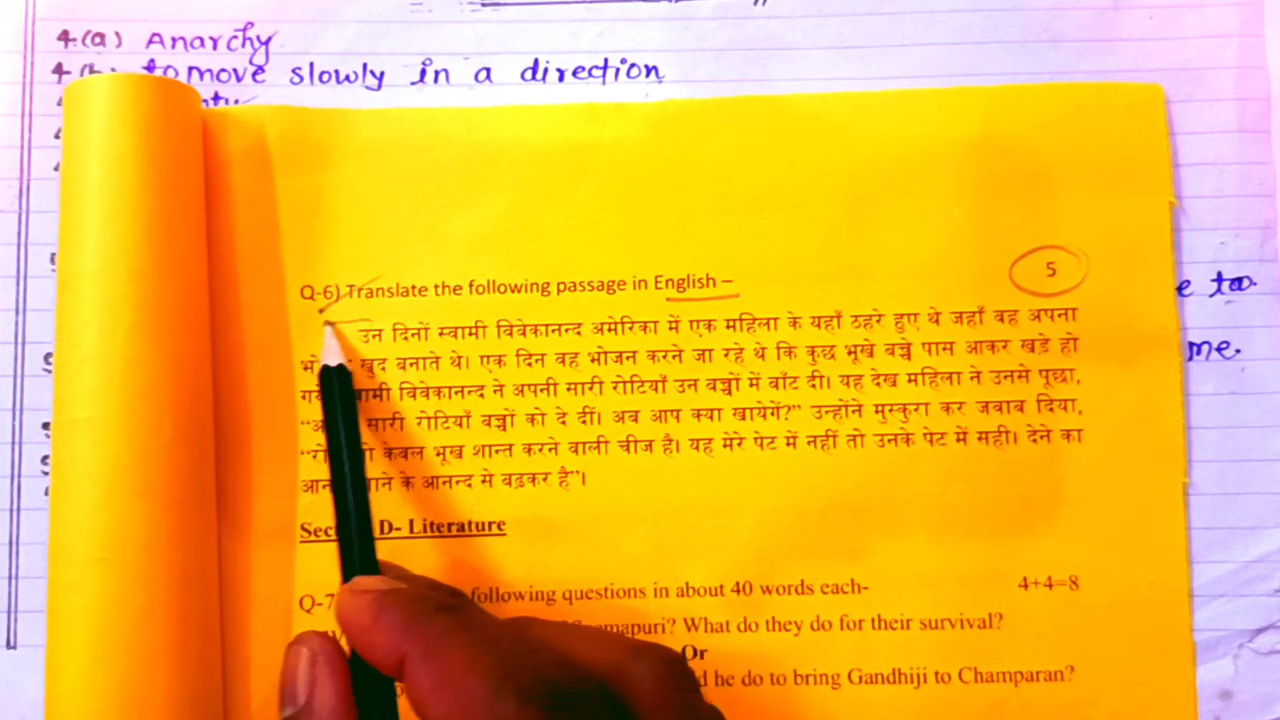 4.(a) Anarchy
to move slowly in a direction
Q-6) Translate the following passage in English –
5
उन दिनों स्वामी विवेकानन्द अमेरिका में एक महिला के यहाँ ठहरे हुए थे जहाँ वह अपना
खुद बनाते थे। एक दिन वह भोजन करने जा रहे थे कि कुछ भूखे बच्चे पास आकर खड़े हो
विवेकानन्द ने अपनी सारी रोटियाँ उन बच्चों में बाँट दी। यह देख महिला ने उनसे पूछा,
सारी रोटियाँ बच्चों को दे दीं। अब आप क्या खायेगें?” उन्होंने मुस्कुरा कर जवाब दिया,
केवल भूख शान्त करने वाली चीज है। यह मेरे पेट में नहीं तो उनके पेट में सही। देने का
के आनन्द से बढ़कर है”।
D- Literature
Q-7 following questions in about 40 words each- 4+4=8
What do they do for their survival?
Or
he do to bring Gandhiji to Champaran?
e to.
me.